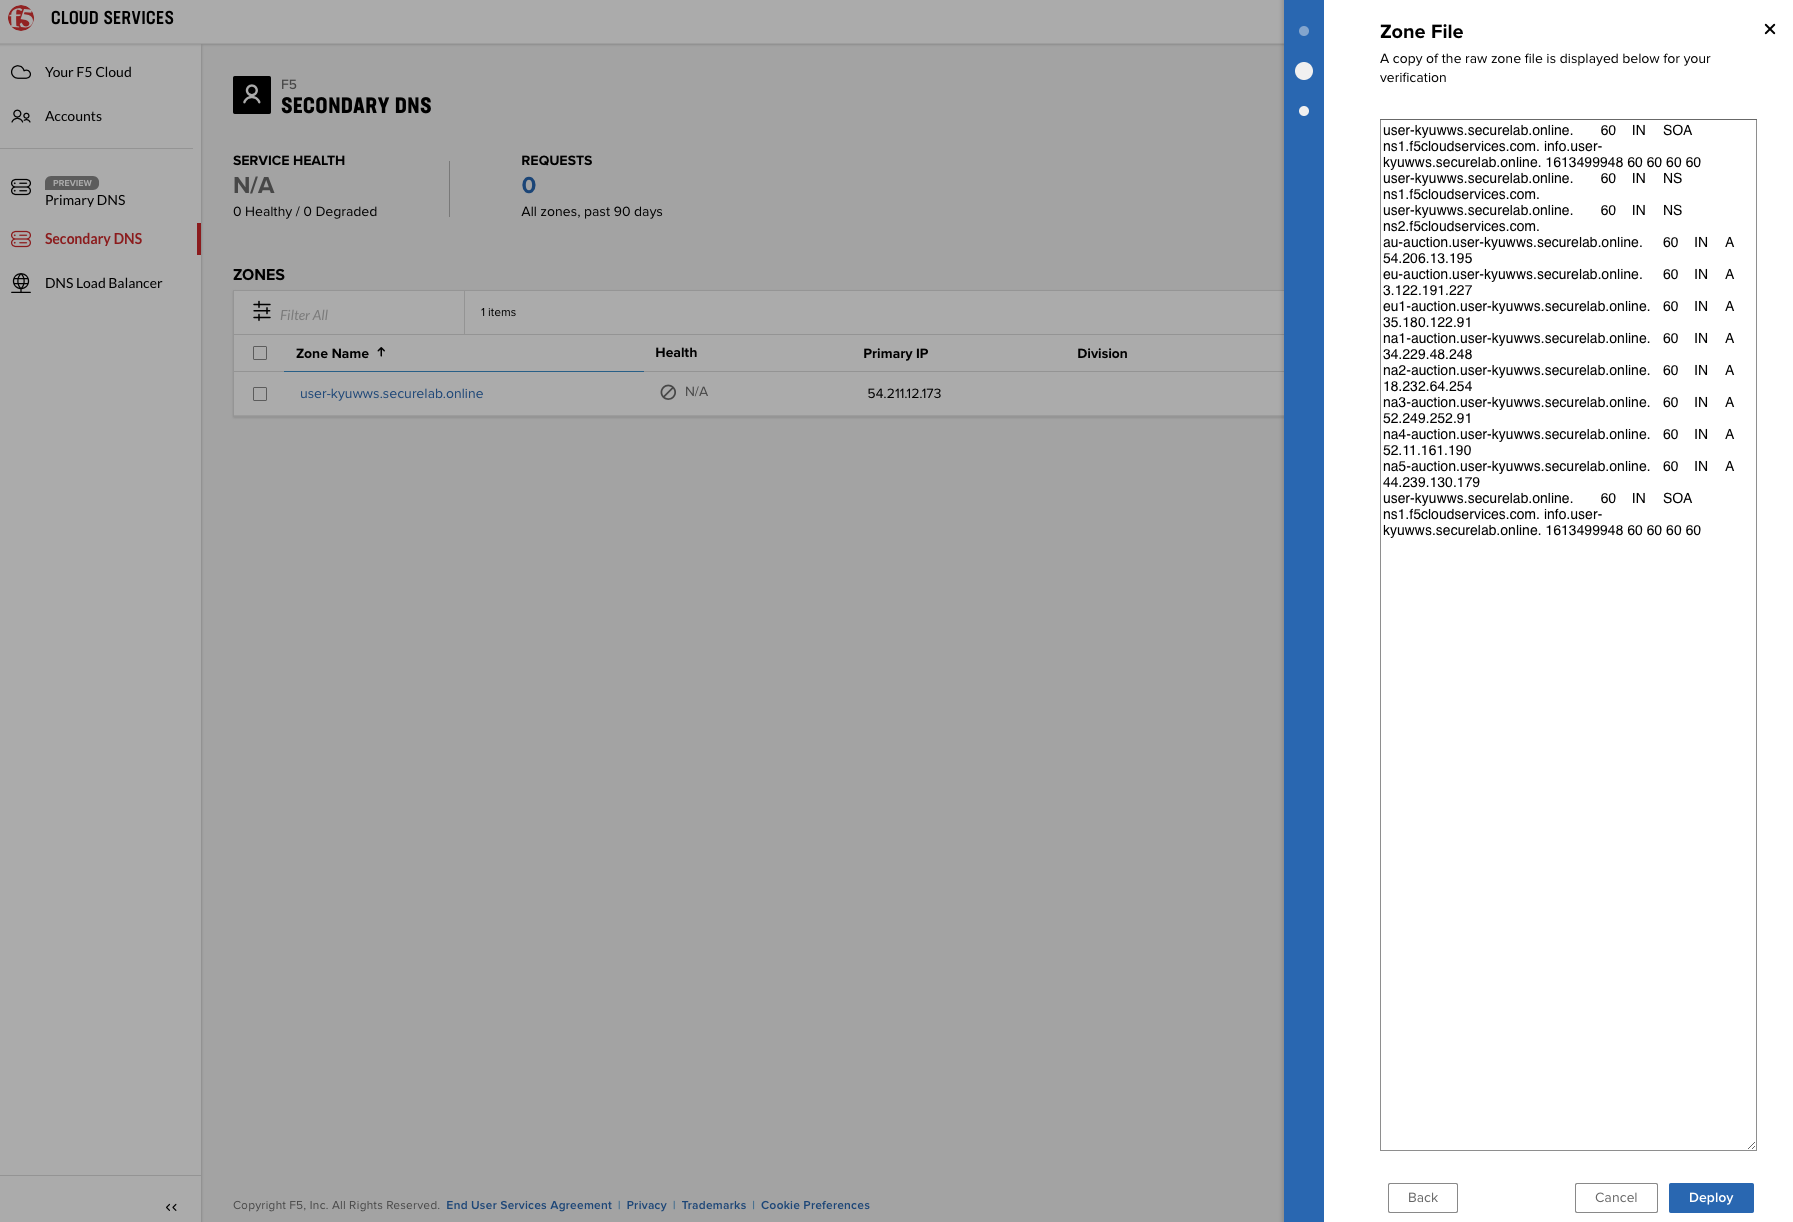 f5 CLOUD SERVICES
Your F5 Cloud
Accounts
PREVIEW
Primary DNS
Secondary DNS
DNS Load Balancer
F5
SECONDARY DNS
SERVICE HEALTH
N/A
0 Healthy / 0 Degraded
REQUESTS
0
All zones, past 90 days
ZONES
Filter All
1 items
Zone Name Health Primary IP Division
user-kyuwws.securelab.online N/A 54.211.12.173
Copyright F5, Inc. All Rights Reserved. End User Services Agreement | Privacy | Trademarks | Cookie Preferences
Zone File
A copy of the raw zone file is displayed below for your
verification
user-kyuwws.securelab.online. 60 IN SOA
ns1.f5cloudservices.com. info.user-
kyuwws.securelab.online. 1613499948 60 60 60 60
user-kyuwws.securelab.online. 60 IN NS
ns1.f5cloudservices.com.
user-kyuwws.securelab.online. 60 IN NS
ns2.f5cloudservices.com.
au-auction.user-kyuwws.securelab.online. 60 IN A
54.206.13.195
eu-auction.user-kyuwws.securelab.online. 60 IN A
3.122.191.227
eu1-auction.user-kyuwws.securelab.online. 60 IN A
35.180.122.91
na1-auction.user-kyuwws.securelab.online. 60 IN A
34.229.48.248
na2-auction.user-kyuwws.securelab.online. 60 IN A
18.232.64.254
na3-auction.user-kyuwws.securelab.online. 60 IN A
52.249.252.91
na4-auction.user-kyuwws.securelab.online. 60 IN A
52.11.161.190
na5-auction.user-kyuwws.securelab.online. 60 IN A
44.239.130.179
user-kyuwws.securelab.online. 60 IN SOA
ns1.f5cloudservices.com. info.user-
kyuwws.securelab.online. 1613499948 60 60 60 60
Back Cancel Deploy